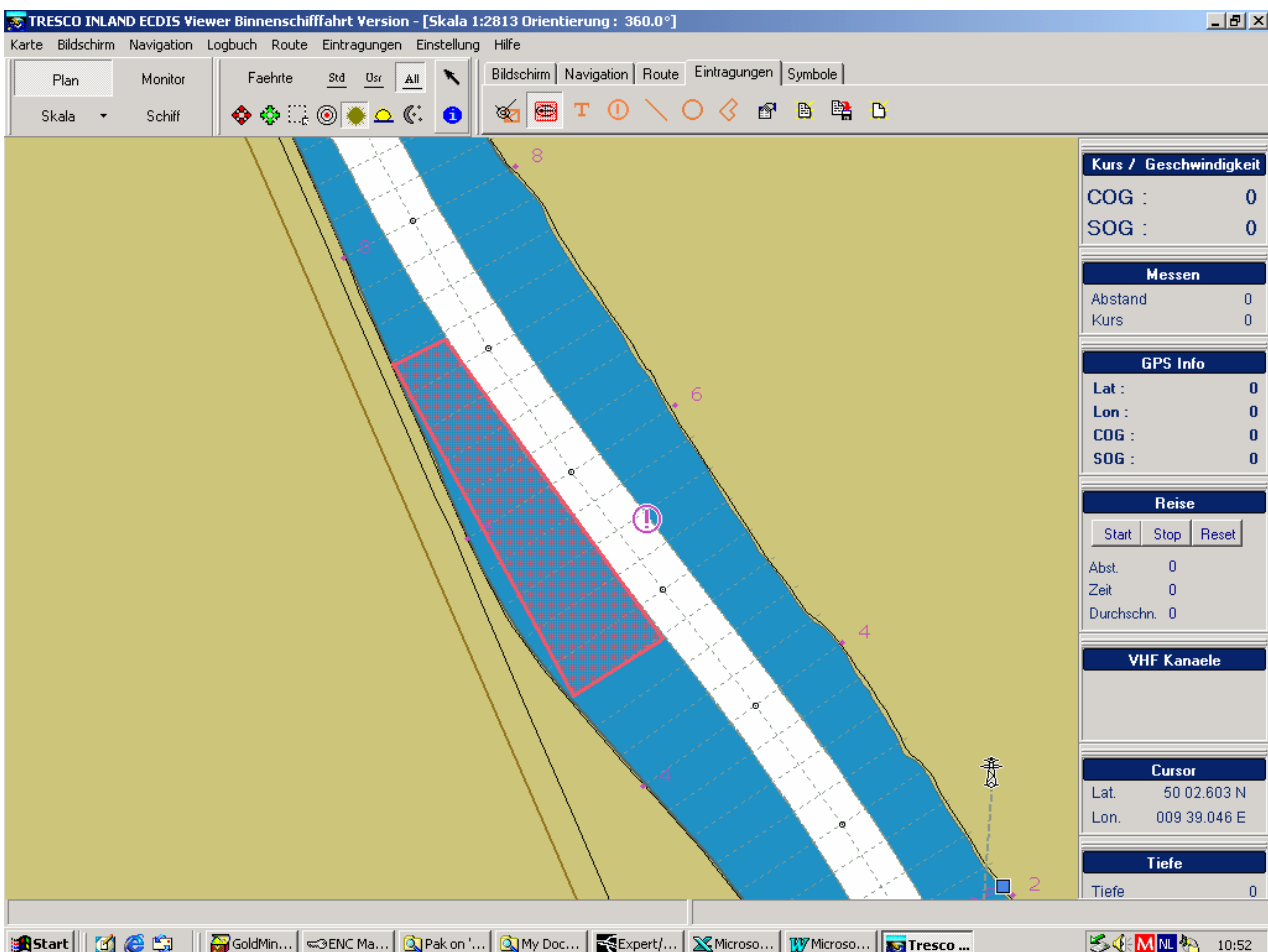 TRESCO INLAND ECDIS Viewer Binnenschifffahrt Version - [Skala 1:2813 Orientierung : 360.0°]
Karte Bildschirm Navigation Logbuch Route Eintragungen Einstellung Hilfe
Plan Monitor Faehrte Std Usr All
Bildschirm Navigation Route Eintragungen Symbole
Skala Schiff
T
8
6
4
4
2
Kurs / Geschwindigkeit
COG : 0
SOG : 0
Messen
Abstand 0
Kurs 0
GPS Info
Lat : 0
Lon : 0
COG : 0
SOG : 0
Reise
Start Stop Reset
Abst. 0
Zeit 0
Durchschn. 0
VHF Kanaele
Cursor
Lat. 50 02.603 N
Lon. 009 39.046 E
Tiefe
Tiefe 0
Start GoldMin... ENC Ma... Pak on '... My Doc... Expert/... Microso... Microso... Tresco ... M NL 10:52